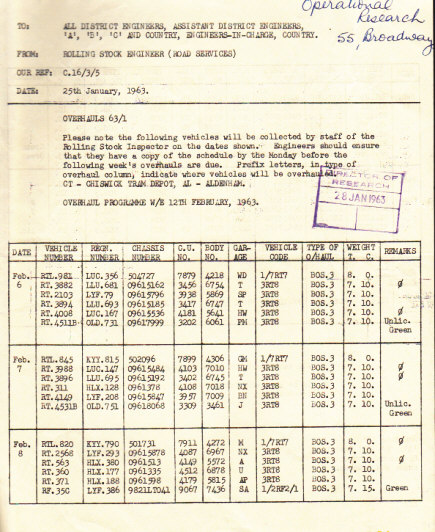 Operational
Research
55, Broadway
TO: ALL DISTRICT ENGINEERS, ASSISTANT DISTRICT ENGINEERS,
'A', 'B', 'C' AND COUNTRY, ENGINEERS-IN-CHARGE, COUNTRY.
FROM: ROLLING STOCK ENGINEER (ROAD SERVICES)
OUR REF: C.16/3/5
DATE: 25th January, 1963.
OVERHAULS 63/1
Please note the following vehicles will be collected by staff of the
Rolling Stock Inspector on the dates shown. Engineers should ensure
that they have a copy of the schedule by the Monday before the
following week's overhauls are due. Prefix letters, in type of
overhaul column, indicate where vehicles will be overhauled.
CT - CHISWICK TRAM DEPOT, AL - ALDENHAM.
DIRECTOR OF
RESEARCH
28 JAN 1963
OVERHAUL PROGRAMME W/E 12TH FEBRUARY, 1963.
DATE VEHICLE NUMBER REGN. NUMBER CHASSIS NUMBER C.U. NO. BODY NO. GAR-AGE VEHICLE CODE TYPE OF O/HAUL WEIGHT T. C. REMARKS
Feb. 6 RTL.981 LUC.356 504727 7879 4218 WD 1/7RT7 BOS.3 8. 0.
RT.3882 LLU.681 09615162 3456 6754 T 3RT8 BOS.3 7. 10. ø
RT.2103 LYF.79 09615796 3938 5869 SP 3RT8 BOS.3 7. 10.
RT.3894 LLU.693 09615185 3417 6747 T 3RT8 BOS.3 7. 10.
RT.4008 LUC.167 09615536 4181 5641 HW 3RT8 BOS.3 7. 10. ø
RT.4511B OLD.731 09617999 3202 6061 PM 3RT8 BOS.3 7. 10. Unlic.
Green
Feb. 7 RTL.845 KYY.815 502096 7899 4306 GM 1/7RT7 BOS.3 8. 0.
RT.3988 LUC.147 09615484 4103 7010 HW 3RT8 BOS.3 7. 10. ø
RT.3896 LLU.695 09615192 3402 6745 T 3RT8 BOS.3 7. 10. ø
RT.311 HLX.128 0961378 4108 7018 NX 3RT8 BOS.3 7. 10.
RT.4149 LYF.208 09615847 3957 7009 BN 3RT8 BOS.3 7. 10.
RT.4531B OLD.751 09618068 3309 3461 J 3RT8 BOS.3 7. 10. Unlic.
Green
Feb. 8 RTL.820 KYY.790 501731 7911 4272 M 1/7RT7 BOS.3 8. 0. ø
RT.2568 LYF.293 09615878 4087 6967 NX 3RT8 BOS.3 7. 10.
RT.563 HLX.380 0961513 4149 5572 A 3RT8 BOS.3 7. 10. ø
RT.360 HLX.177 0961335 4512 6878 U 3RT8 BOS.3 7. 10.
RT.371 HLX.188 0961598 4179 5815 AP 3RT8 BOS.3 7. 10.
RF.350 LYF.386 9821LT041 9067 7436 SA 1/2RF2/1 BOS.3 7. 15. Green